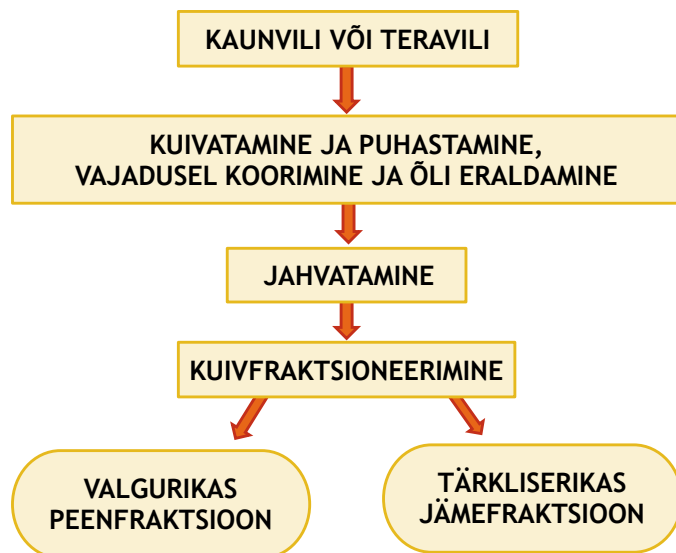 KAUNVILI VÕI TERAVILI
KUIVATAMINE JA PUHASTAMINE,
VAJADUSEL KOORIMINE JA ÕLI ERALDAMINE
JAHVATAMINE
KUIVFRAKTSIONEERIMINE
VALGURIKAS
PEENFRAKTSIOON
TÄRKLISERIKAS
JÄMEFRAKTSIOON